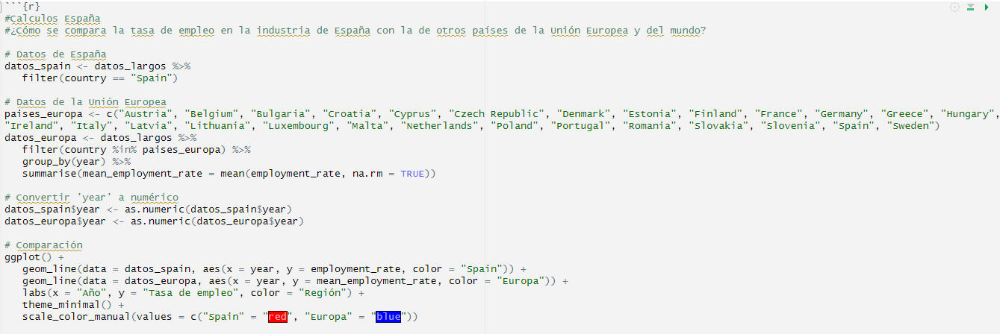 ```{r}
#Calculos España
#¿Cómo se compara la tasa de empleo en la industria de España con la de otros países de la Unión Europea y del mundo?
# Datos de España
datos_spain <- datos_largos %>%
   filter(country == "Spain")
# Datos de la Unión Europea
paises_europa <- c("Austria", "Belgium", "Bulgaria", "Croatia", "Cyprus", "Czech Republic", "Denmark", "Estonia", "Finland", "France", "Germany", "Greece", "Hungary",
"Ireland", "Italy", "Latvia", "Lithuania", "Luxembourg", "Malta", "Netherlands", "Poland", "Portugal", "Romania", "Slovakia", "Slovenia", "Spain", "Sweden")
datos_europa <- datos_largos %>%
   filter(country %in% paises_europa) %>%
   group_by(year) %>%
   summarise(mean_employment_rate = mean(employment_rate, na.rm = TRUE))
# Convertir 'year' a numérico
datos_spain$year <- as.numeric(datos_spain$year)
datos_europa$year <- as.numeric(datos_europa$year)
# Comparación
ggplot() +
   geom_line(data = datos_spain, aes(x = year, y = employment_rate, color = "Spain")) +
   geom_line(data = datos_europa, aes(x = year, y = mean_employment_rate, color = "Europa")) +
   labs(x = "Año", y = "Tasa de empleo", color = "Región") +
   theme_minimal() +
   scale_color_manual(values = c("Spain" = "red", "Europa" = "blue"))